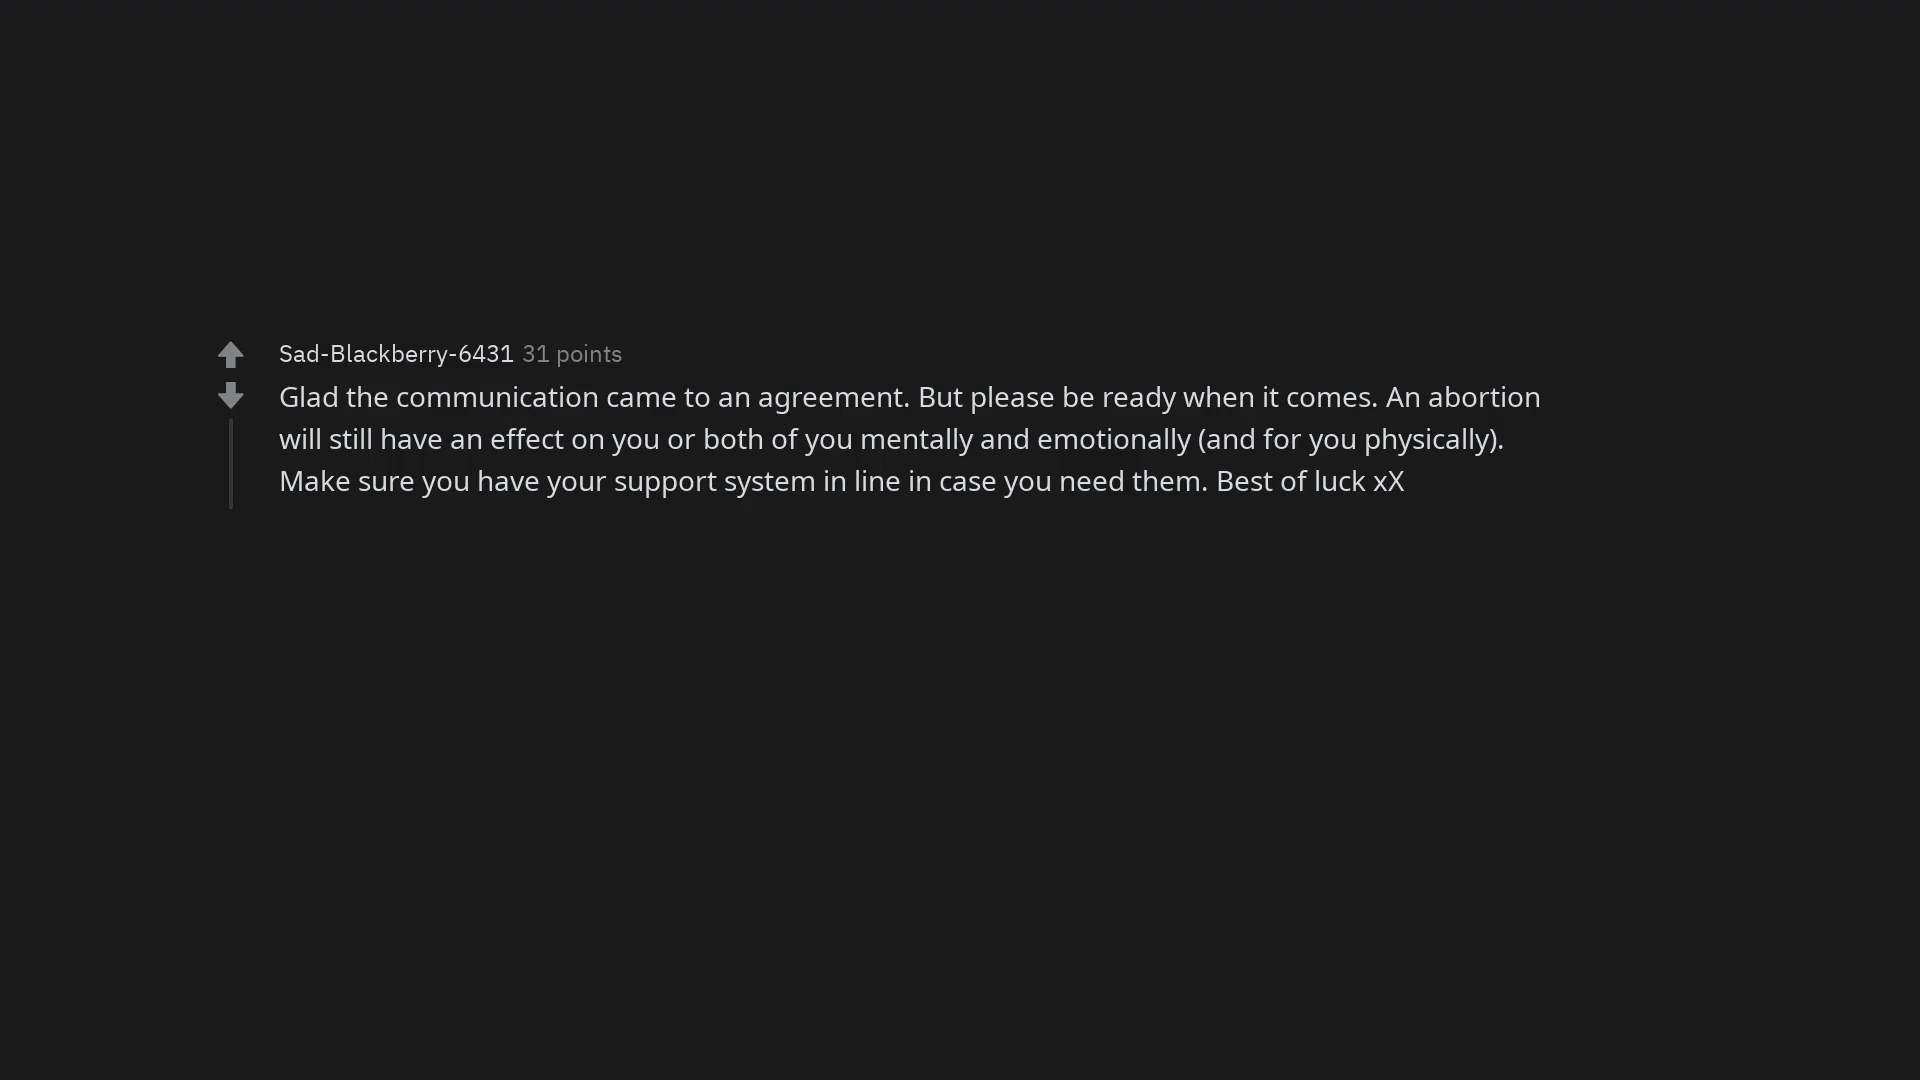 Sad-Blackberry-6431 31 points
Glad the communication came to an agreement. But please be ready when it comes. An abortion
will still have an effect on you or both of you mentally and emotionally (and for you physically).
Make sure you have your support system in line in case you need them. Best of luck xX